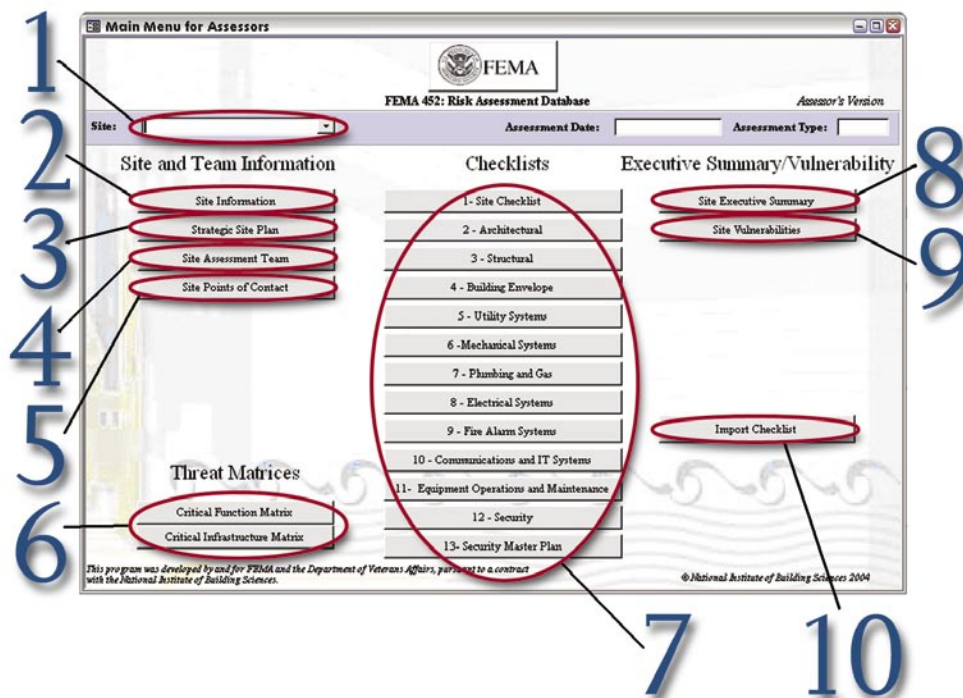 Main Menu for Assessors
FEMA
FEMA 452: Risk Assessment Database
Assessor's Version
Site:
Assessment Date:
Assessment Type:
Site and Team Information
Site Information
Strategic Site Plan
Site Assessment Team
Site Points of Contact
Threat Matrices
Critical Function Matrix
Critical Infrastructure Matrix
Checklists
1- Site Checklist
2 - Architectural
3 - Structural
4 - Building Envelope
5 - Utility Systems
6 -Mechanical Systems
7 - Plumbing and Gas
8 - Electrical Systems
9 - Fire Alarm Systems
10 - Communications and IT Systems
11- Equipment Operations and Maintenance
12 - Security
13- Security Master Plan
Executive Summary/Vulnerability
Site Executive Summary
Site Vulnerabilities
Import Checklist
This program was developed by and for FEMA and the Department of Veterans Affairs, pursuant to a contract
with the National Institute of Building Sciences.
© National Institute of Building Sciences 2004
1
2
3
4
5
6
7
8
9
10